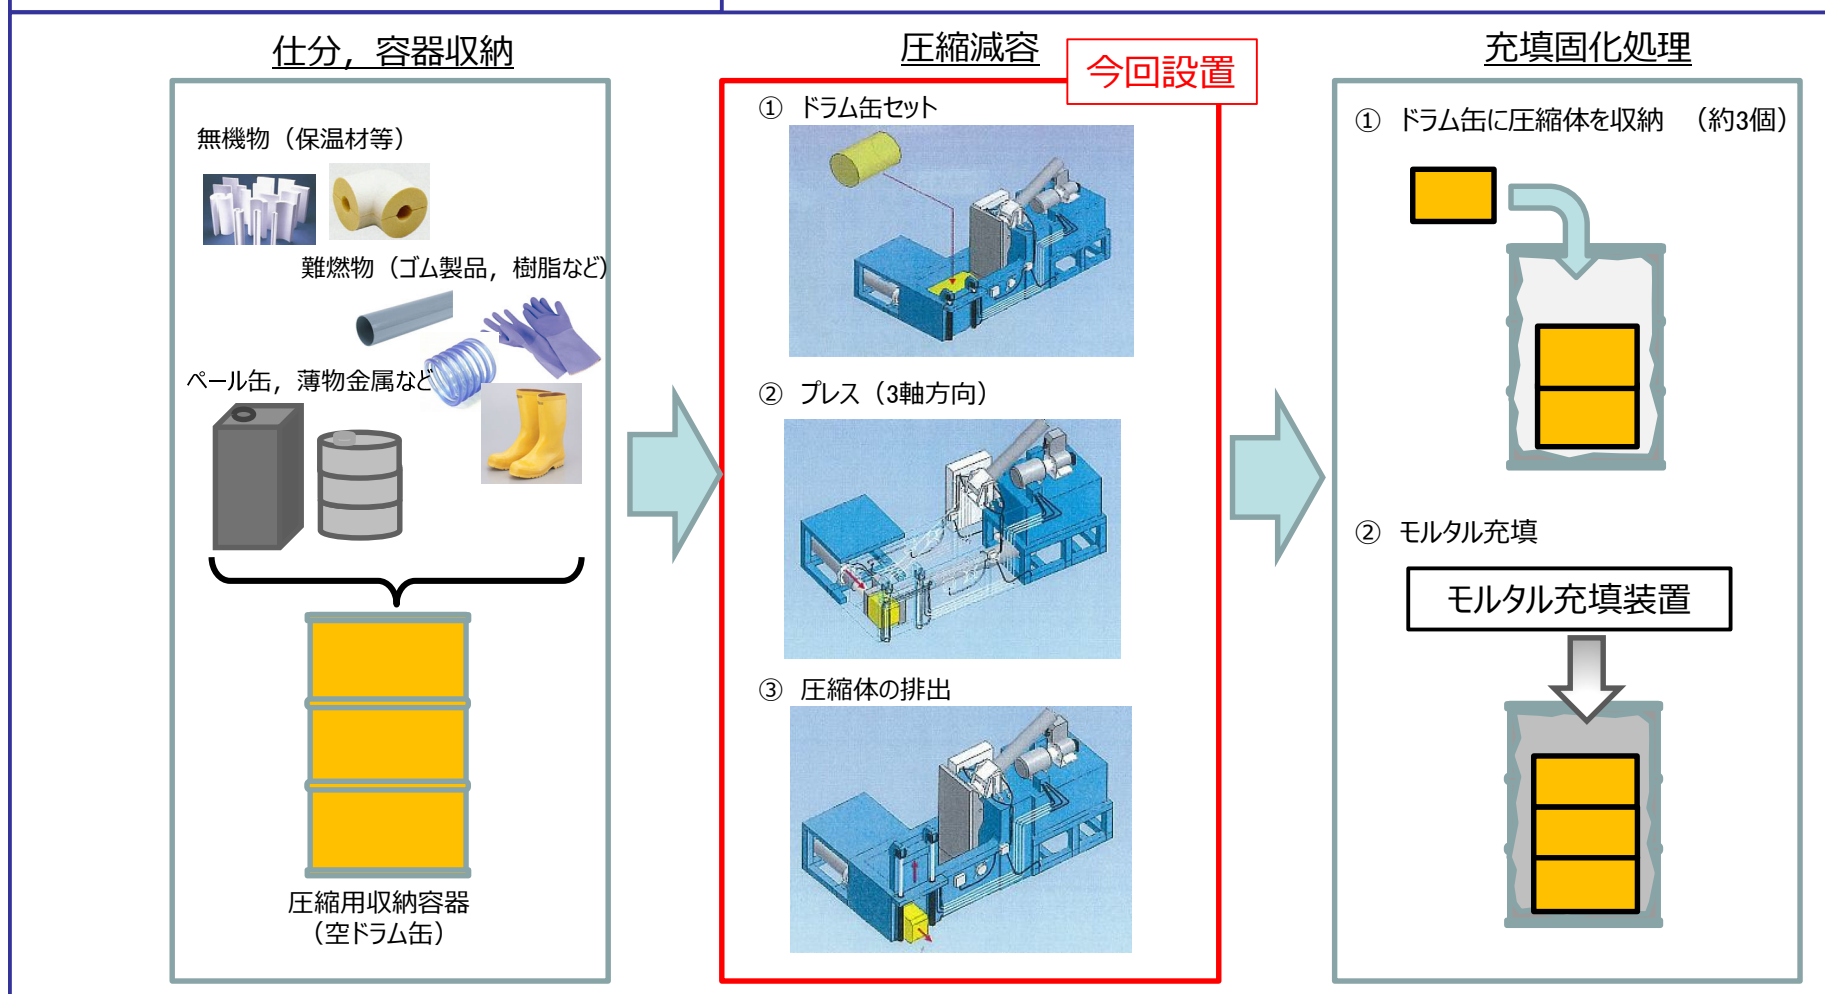 仕分，容器収納
無機物（保温材等）
難燃物（ゴム製品，樹脂など）
ペール缶，薄物金属など
圧縮用収納容器
（空ドラム缶）
圧縮減容
今回設置
① ドラム缶セット
② プレス（3軸方向）
③ 圧縮体の排出
充填固化処理
① ドラム缶に圧縮体を収納 （約3個）
② モルタル充填
モルタル充填装置